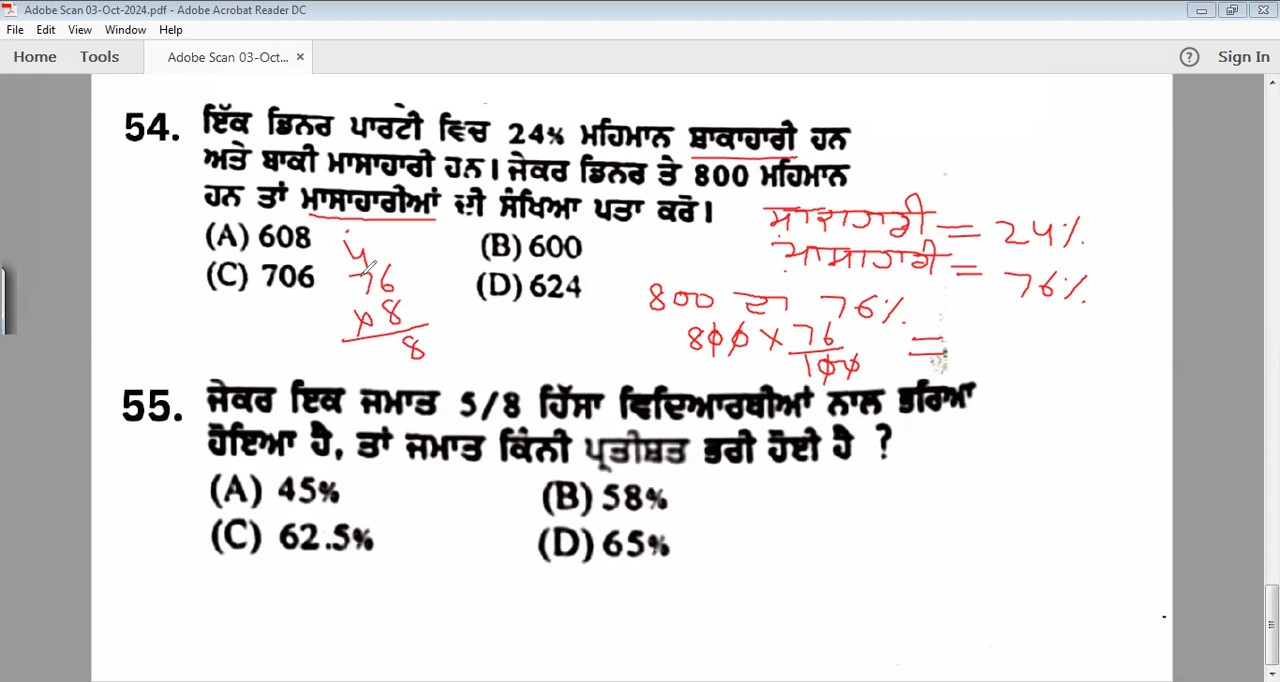 Adobe Scan 03-Oct-2024.pdf - Adobe Acrobat Reader DC
File Edit View Window Help
Home Tools Adobe Scan 03-Oct... × ? Sign In
54. ਇੱਕ ਡਿਨਰ ਪਾਰਟੀ ਵਿਚ 24% ਮਹਿਮਾਨ ਸ਼ਾਕਾਹਾਰੀ ਹਨ
ਅਤੇ ਬਾਕੀ ਮਾਸਾਹਾਰੀ ਹਨ। ਜੇਕਰ ਡਿਨਰ ਤੇ 800 ਮਹਿਮਾਨ
ਹਨ ਤਾਂ ਮਾਸਾਹਾਰੀਆਂ ਦੀ ਸੰਖਿਆ ਪਤਾ ਕਰੋ।
(A) 608 (B) 600
(C) 706 (D) 624
= 24%
= 76%
800 ਦਾ 76%
800 × 76/100 =
4
76
×8
8
55. ਜੇਕਰ ਇਕ ਜਮਾਤ 5/8 ਹਿੱਸਾ ਵਿਦਿਆਰਥੀਆਂ ਨਾਲ ਭਰਿਆ
ਹੋਇਆ ਹੈ, ਤਾਂ ਜਮਾਤ ਕਿੰਨੀ ਪ੍ਰਤੀਸ਼ਤ ਭਰੀ ਹੋਈ ਹੈ ?
(A) 45% (B) 58%
(C) 62.5% (D) 65%